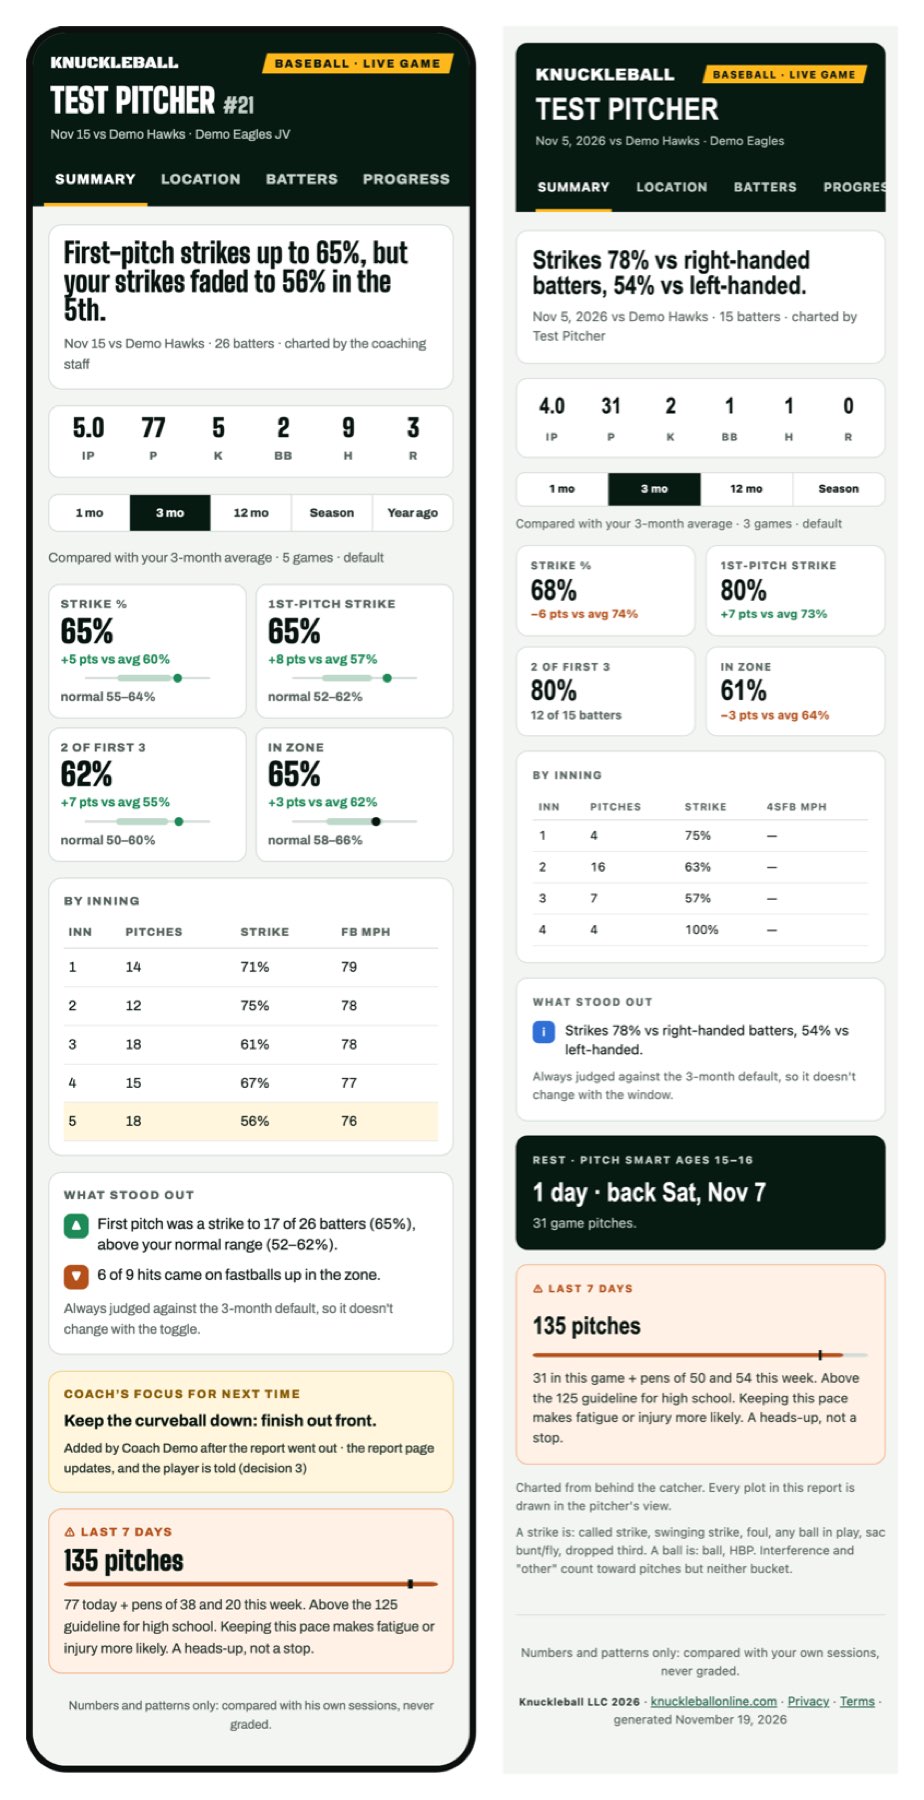 KNUCKLEBALL
BASEBALL · LIVE GAME
TEST PITCHER #21
Nov 15 vs Demo Hawks · Demo Eagles JV
SUMMARY LOCATION BATTERS PROGRESS
First-pitch strikes up to 65%, but
your strikes faded to 56% in the
5th.
Nov 15 vs Demo Hawks · 26 batters · charted by the coaching
staff
5.0 77 5 2 9 3
IP P K BB H R
1 mo 3 mo 12 mo Season Year ago
Compared with your 3-month average · 5 games · default
STRIKE %
65%
+5 pts vs avg 60%
normal 55–64%
1ST-PITCH STRIKE
65%
+8 pts vs avg 57%
normal 52–62%
2 OF FIRST 3
62%
+7 pts vs avg 55%
normal 50–60%
IN ZONE
65%
+3 pts vs avg 62%
normal 58–66%
BY INNING
INN PITCHES STRIKE FB MPH
1 14 71% 79
2 12 75% 78
3 18 61% 78
4 15 67% 77
5 18 56% 76
WHAT STOOD OUT
First pitch was a strike to 17 of 26 batters (65%),
above your normal range (52–62%).
6 of 9 hits came on fastballs up in the zone.
Always judged against the 3-month default, so it doesn't
change with the toggle.
COACH'S FOCUS FOR NEXT TIME
Keep the curveball down: finish out front.
Added by Coach Demo after the report went out · the report page
updates, and the player is told (decision 3)
⚠ LAST 7 DAYS
135 pitches
77 today + pens of 38 and 20 this week. Above the 125
guideline for high school. Keeping this pace makes fatigue or
injury more likely. A heads-up, not a stop.
Numbers and patterns only: compared with his own sessions, never
graded.
KNUCKLEBALL
BASEBALL · LIVE GAME
TEST PITCHER
Nov 5, 2026 vs Demo Hawks · Demo Eagles
SUMMARY LOCATION BATTERS PROGRES
Strikes 78% vs right-handed
batters, 54% vs left-handed.
Nov 5, 2026 vs Demo Hawks · 15 batters · charted by
Test Pitcher
4.0 31 2 1 1 0
IP P K BB H R
1 mo 3 mo 12 mo Season
Compared with your 3-month average · 3 games · default
STRIKE %
68%
−6 pts vs avg 74%
1ST-PITCH STRIKE
80%
+7 pts vs avg 73%
2 OF FIRST 3
80%
12 of 15 batters
IN ZONE
61%
−3 pts vs avg 64%
BY INNING
INN PITCHES STRIKE 4SFB MPH
1 4 75% —
2 16 63% —
3 7 57% —
4 4 100% —
WHAT STOOD OUT
i
Strikes 78% vs right-handed batters, 54% vs
left-handed.
Always judged against the 3-month default, so it doesn't
change with the window.
REST · PITCH SMART AGES 15–16
1 day · back Sat, Nov 7
31 game pitches.
⚠ LAST 7 DAYS
135 pitches
31 in this game + pens of 50 and 54 this week. Above
the 125 guideline for high school. Keeping this pace
makes fatigue or injury more likely. A heads-up, not a
stop.
Charted from behind the catcher. Every plot in this report is
drawn in the pitcher's view.
A strike is: called strike, swinging strike, foul, any ball in play, sac
bunt/fly, dropped third. A ball is: ball, HBP. Interference and
"other" count toward pitches but neither bucket.
Numbers and patterns only: compared with your own sessions,
never graded.
Knuckleball LLC 2026 · knuckleballonline.com · Privacy · Terms ·
generated November 19, 2026